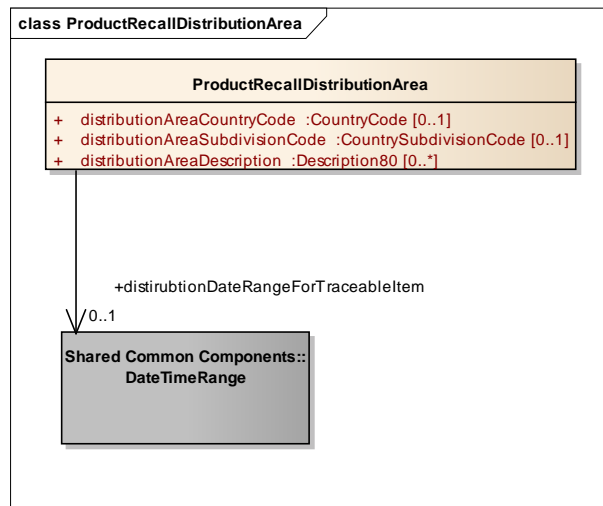 class ProductRecallDistributionArea
ProductRecallDistributionArea
+ distributionAreaCountryCode :CountryCode [0..1]
+ distributionAreaSubdivisionCode :CountrySubdivisionCode [0..1]
+ distributionAreaDescription :Description80 [0..*]
+distirubtionDateRangeForTraceableItem
0..1
Shared Common Components::
DateTimeRange